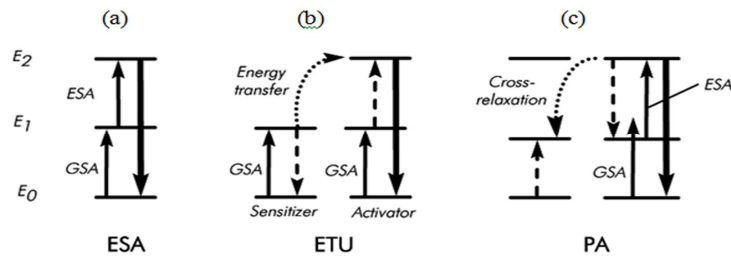 (a) (b) (c)
E2
E1
E0
ESA
GSA
ESA
Energy
transfer
GSA
GSA
Sensitizer
Activator
ETU
Cross-
relaxation
ESA
GSA
PA